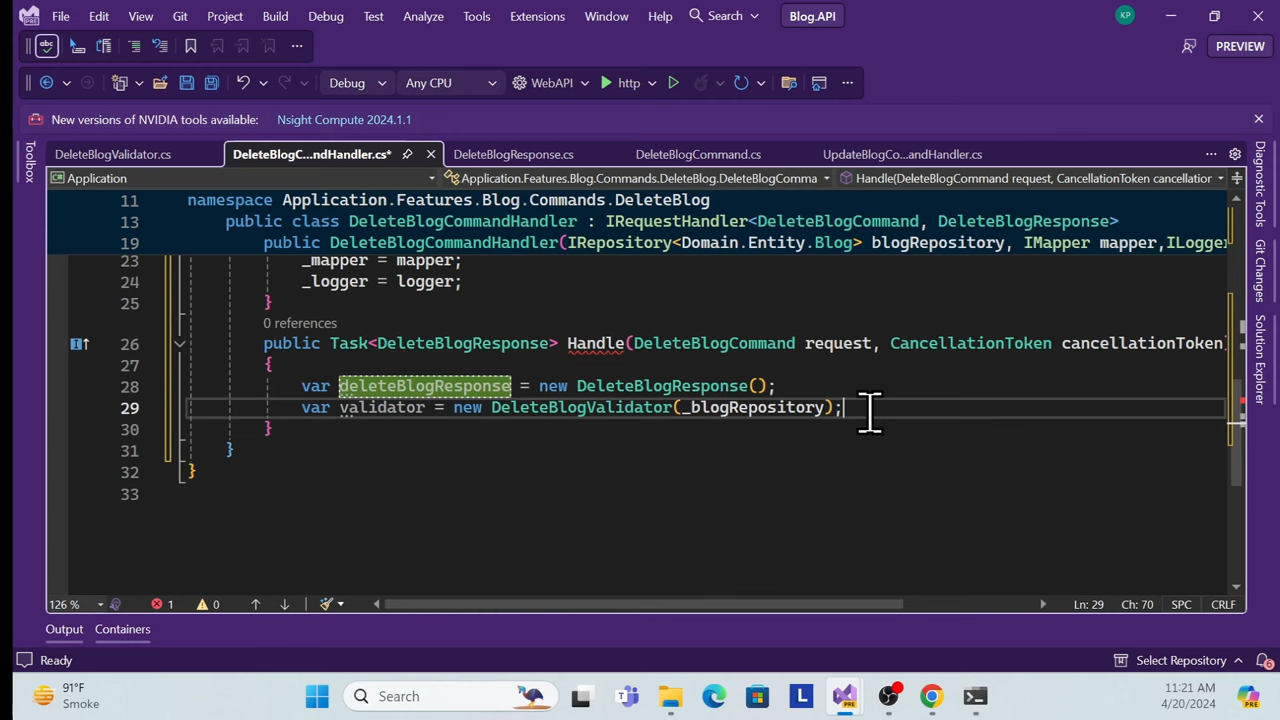 File Edit View Git Project Build Debug Test Analyze Tools Extensions Window Help Search Blog.API KP
abc PREVIEW
Debug Any CPU WebAPI http
New versions of NVIDIA tools available: Nsight Compute 2024.1.1
Toolbox
DeleteBlogValidator.cs DeleteBlogC...ndHandler.cs* DeleteBlogResponse.cs DeleteBlogCommand.cs UpdateBlogCo...andHandler.cs
Application Application.Features.Blog.Commands.DeleteBlog.DeleteBlogComma Handle(DeleteBlogCommand request, CancellationToken cancellation
11 namespace Application.Features.Blog.Commands.DeleteBlog
13 public class DeleteBlogCommandHandler : IRequestHandler<DeleteBlogCommand, DeleteBlogResponse>
19 public DeleteBlogCommandHandler(IRepository<Domain.Entity.Blog> blogRepository, IMapper mapper,ILogger
23 _mapper = mapper;
24 _logger = logger;
25 }
0 references
26 public Task<DeleteBlogResponse> Handle(DeleteBlogCommand request, CancellationToken cancellationToken)
27 {
28 var deleteBlogResponse = new DeleteBlogResponse();
29 var validator = new DeleteBlogValidator(_blogRepository);
30 }
31 }
32 }
33
Diagnostic Tools
Git Changes
Solution Explorer
126 % 1 0 Ln: 29 Ch: 70 SPC CRLF
Output Containers
Ready Select Repository 6
91°F
Smoke
Search
PRE
11:21 AM
4/20/2024
PRE